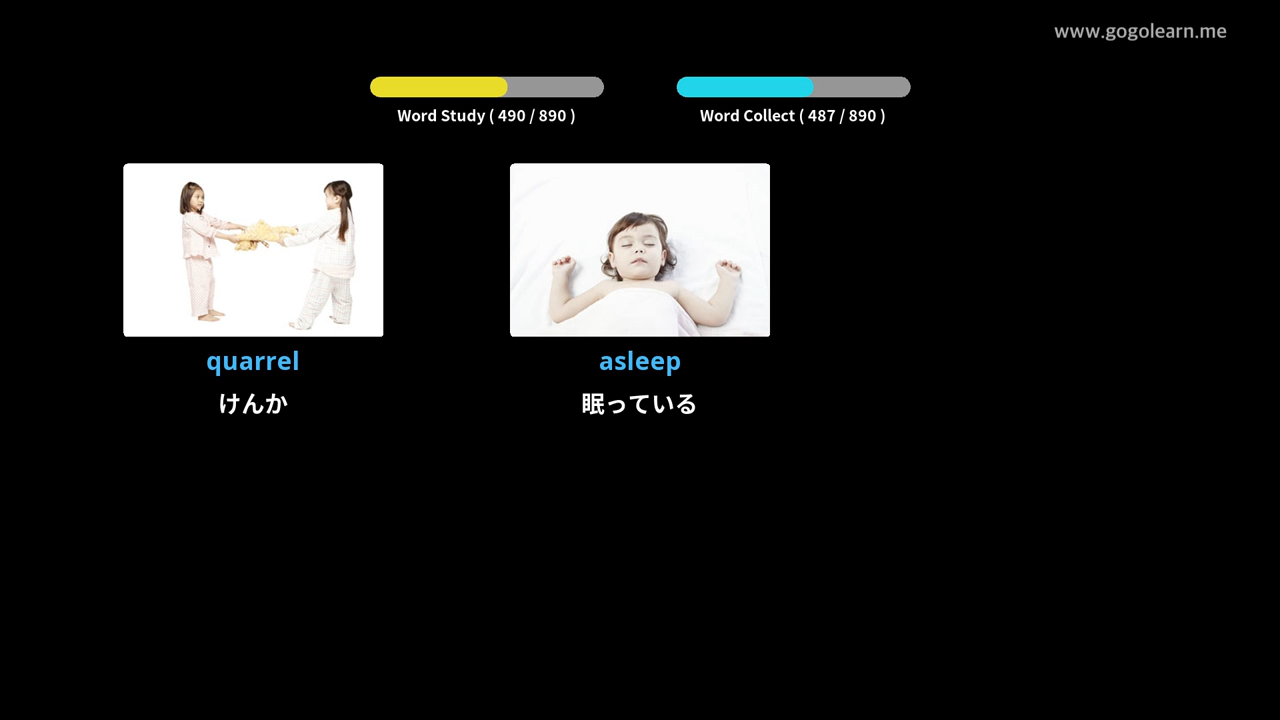 www.gogolearn.me
Word Study ( 490 / 890 )
Word Collect ( 487 / 890 )
quarrel
けんか
asleep
眠っている